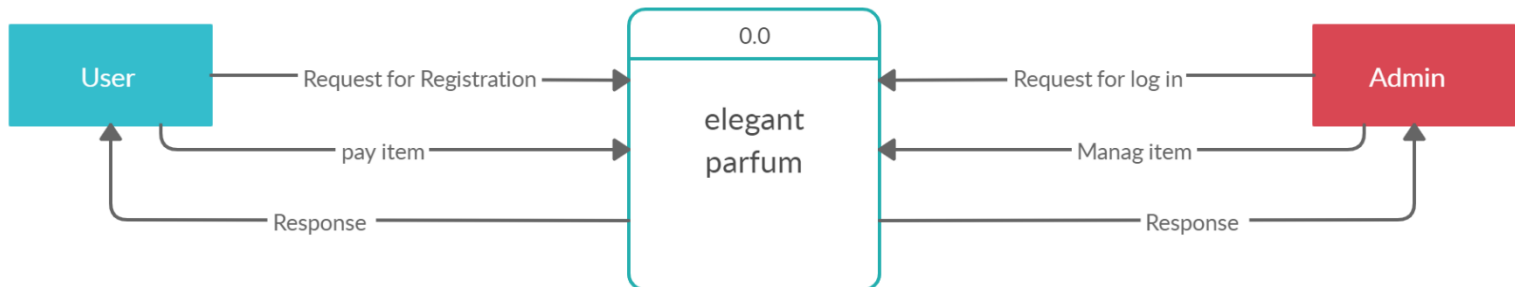 0.0
User
Request for Registration
Request for log in
Admin
elegant
parfum
pay item
Manag item
Response
Response